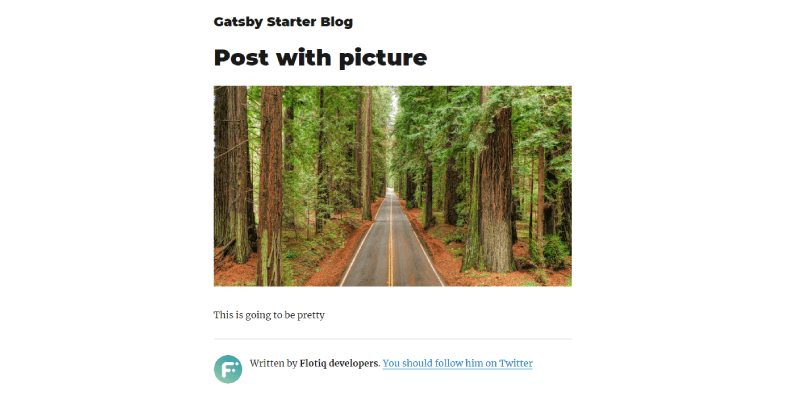 Gatsby Starter Blog
Post with picture
This is going to be pretty
Written by Flotiq developers. You should follow him on Twitter